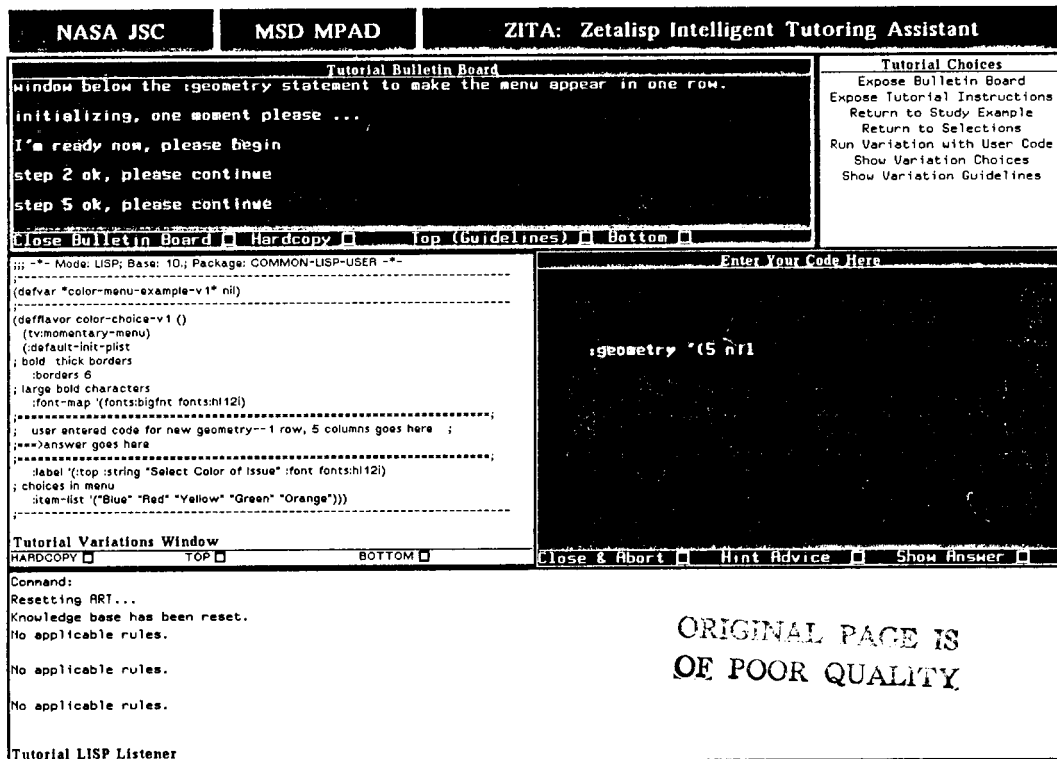 NASA JSC
MSD MPAD
ZITA: Zetalisp Intelligent Tutoring Assistant
Tutorial Bulletin Board
window below the :geometry statement to make the menu appear in one row.
initializing, one moment please ...
I'm ready now, please begin
step 2 ok, please continue
step 5 ok, please continue
Close Bulletin Board
Hardcopy
Top (Guidelines)
Bottom
Tutorial Choices
Expose Bulletin Board
Expose Tutorial Instructions
Return to Study Example
Return to Selections
Run Variation with User Code
Show Variation Choices
Show Variation Guidelines
;;; -*- Mode: LISP; Base: 10.; Package: COMMON-LISP-USER -*-
(defvar *color-menu-example-v1* nil)
(defflavor color-choice-v1 ()
(tv:momentary-menu)
(:default-init-plist
; bold thick borders
:borders 6
; large bold characters
:font-map '(fonts:bigfnt fonts:hl12i)
; user entered code for new geometry--1 row, 5 columns goes here ;
;===>answer goes here
:label '(:top :string "Select Color of Issue" :font fonts:hl12i)
; choices in menu
:item-list '("Blue" "Red" "Yellow" "Green" "Orange")))
Tutorial Variations Window
HARDCOPY
TOP
BOTTOM
Enter Your Code Here
:geometry '(5
Close & Abort
Hint Advice
Show Answer
Command:
Resetting ART...
Knowledge base has been reset.
No applicable rules.
No applicable rules.
No applicable rules.
Tutorial LISP Listener
ORIGINAL PAGE IS
OF POOR QUALITY